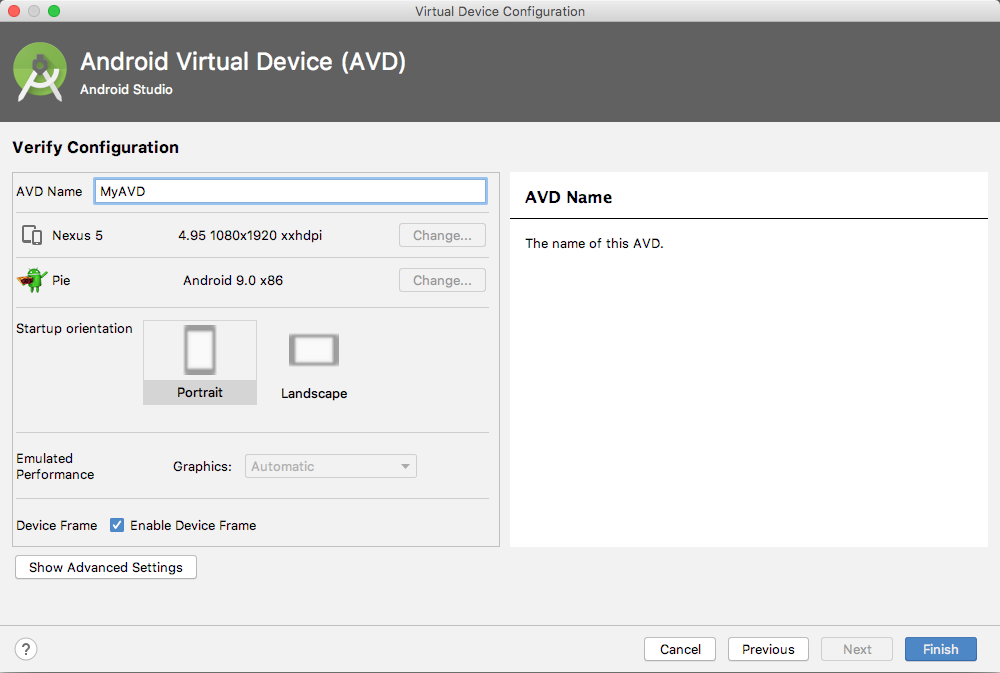 Virtual Device Configuration
Android Virtual Device (AVD)
Android Studio
Verify Configuration
AVD Name MyAVD
Nexus 5 4.95 1080x1920 xxhdpi Change...
Pie Android 9.0 x86 Change...
Startup orientation
Portrait
Landscape
Emulated
Performance
Graphics: Automatic
Device Frame Enable Device Frame
Show Advanced Settings
AVD Name
The name of this AVD.
? Cancel Previous Next Finish